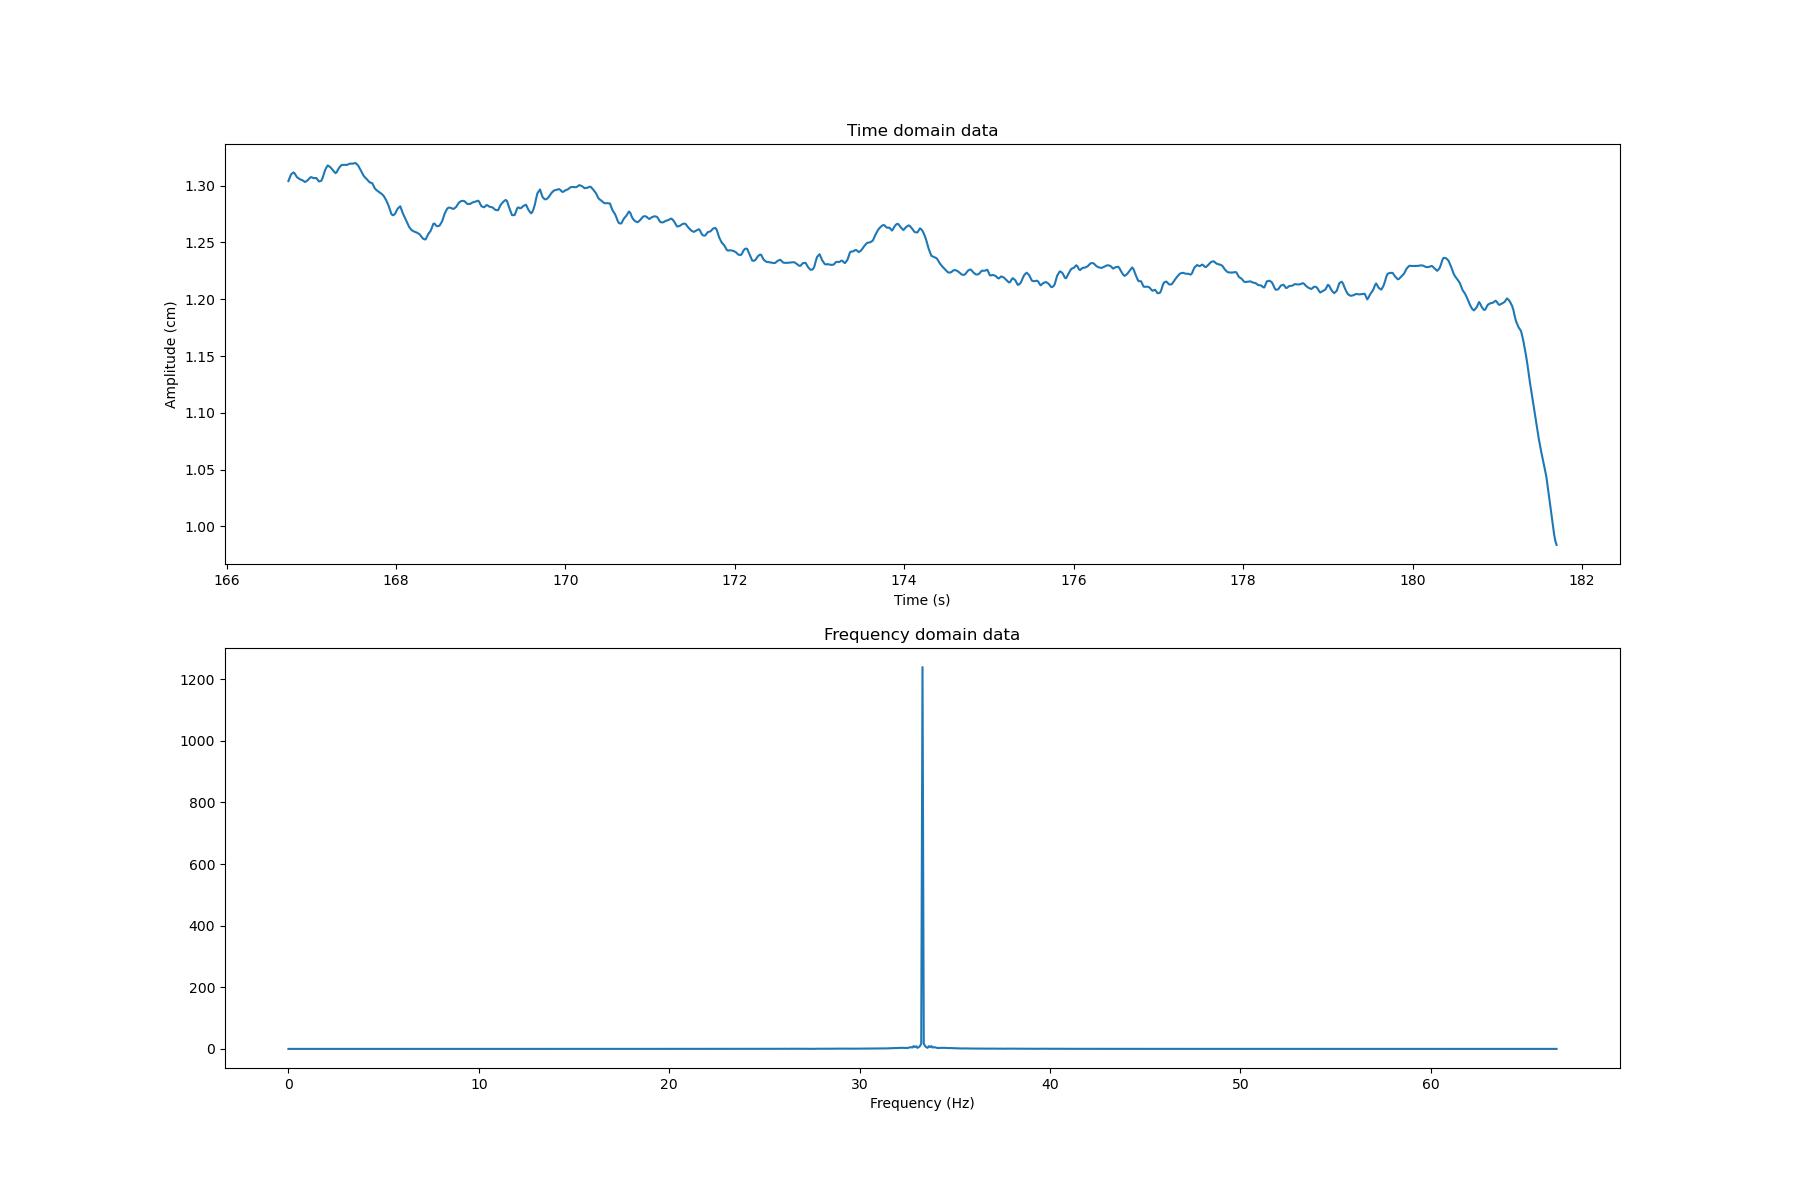 Time domain data
Amplitude (cm)
1.30
1.25
1.20
1.15
1.10
1.05
1.00
166 168 170 172 174 176 178 180 182
Time (s)
Frequency domain data
1200
1000
800
600
400
200
0
0 10 20 30 40 50 60
Frequency (Hz)